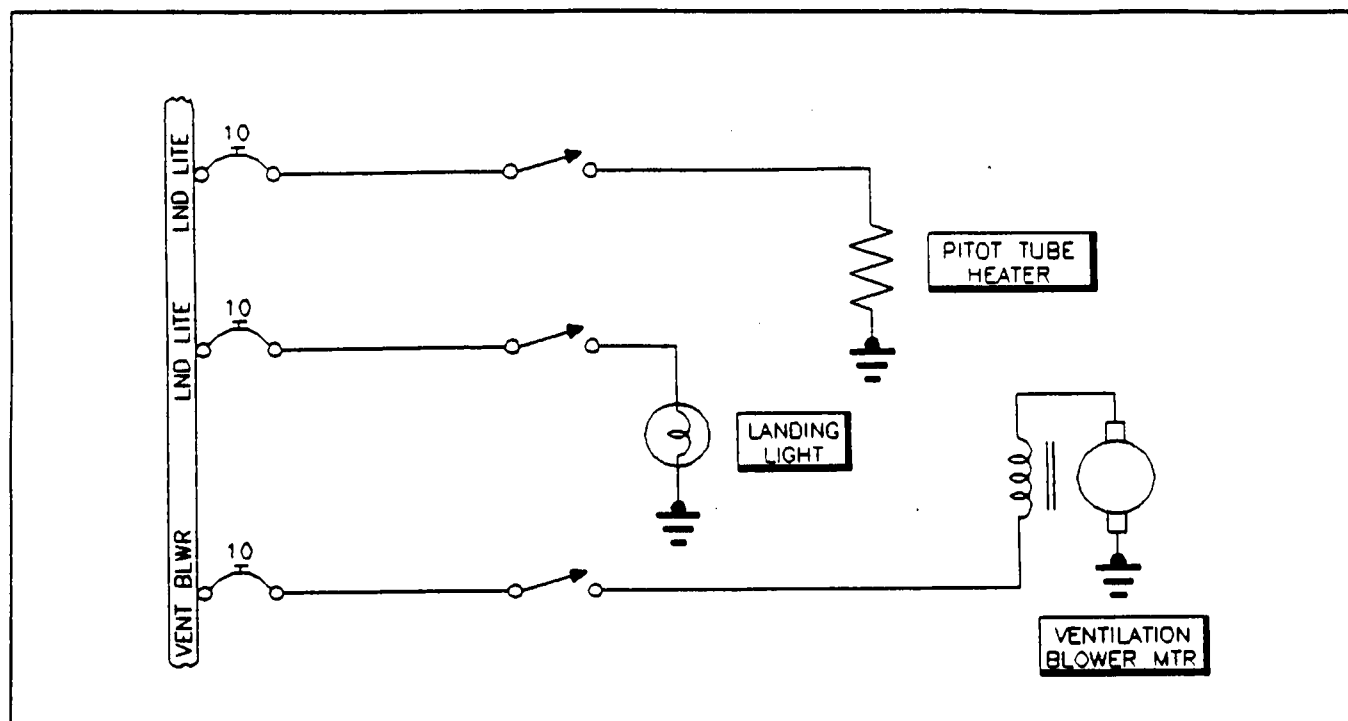 LND LITE
10
PITOT TUBE
HEATER
LND LITE
10
LANDING
LIGHT
VENT BLWR
10
VENTILATION
BLOWER MTR